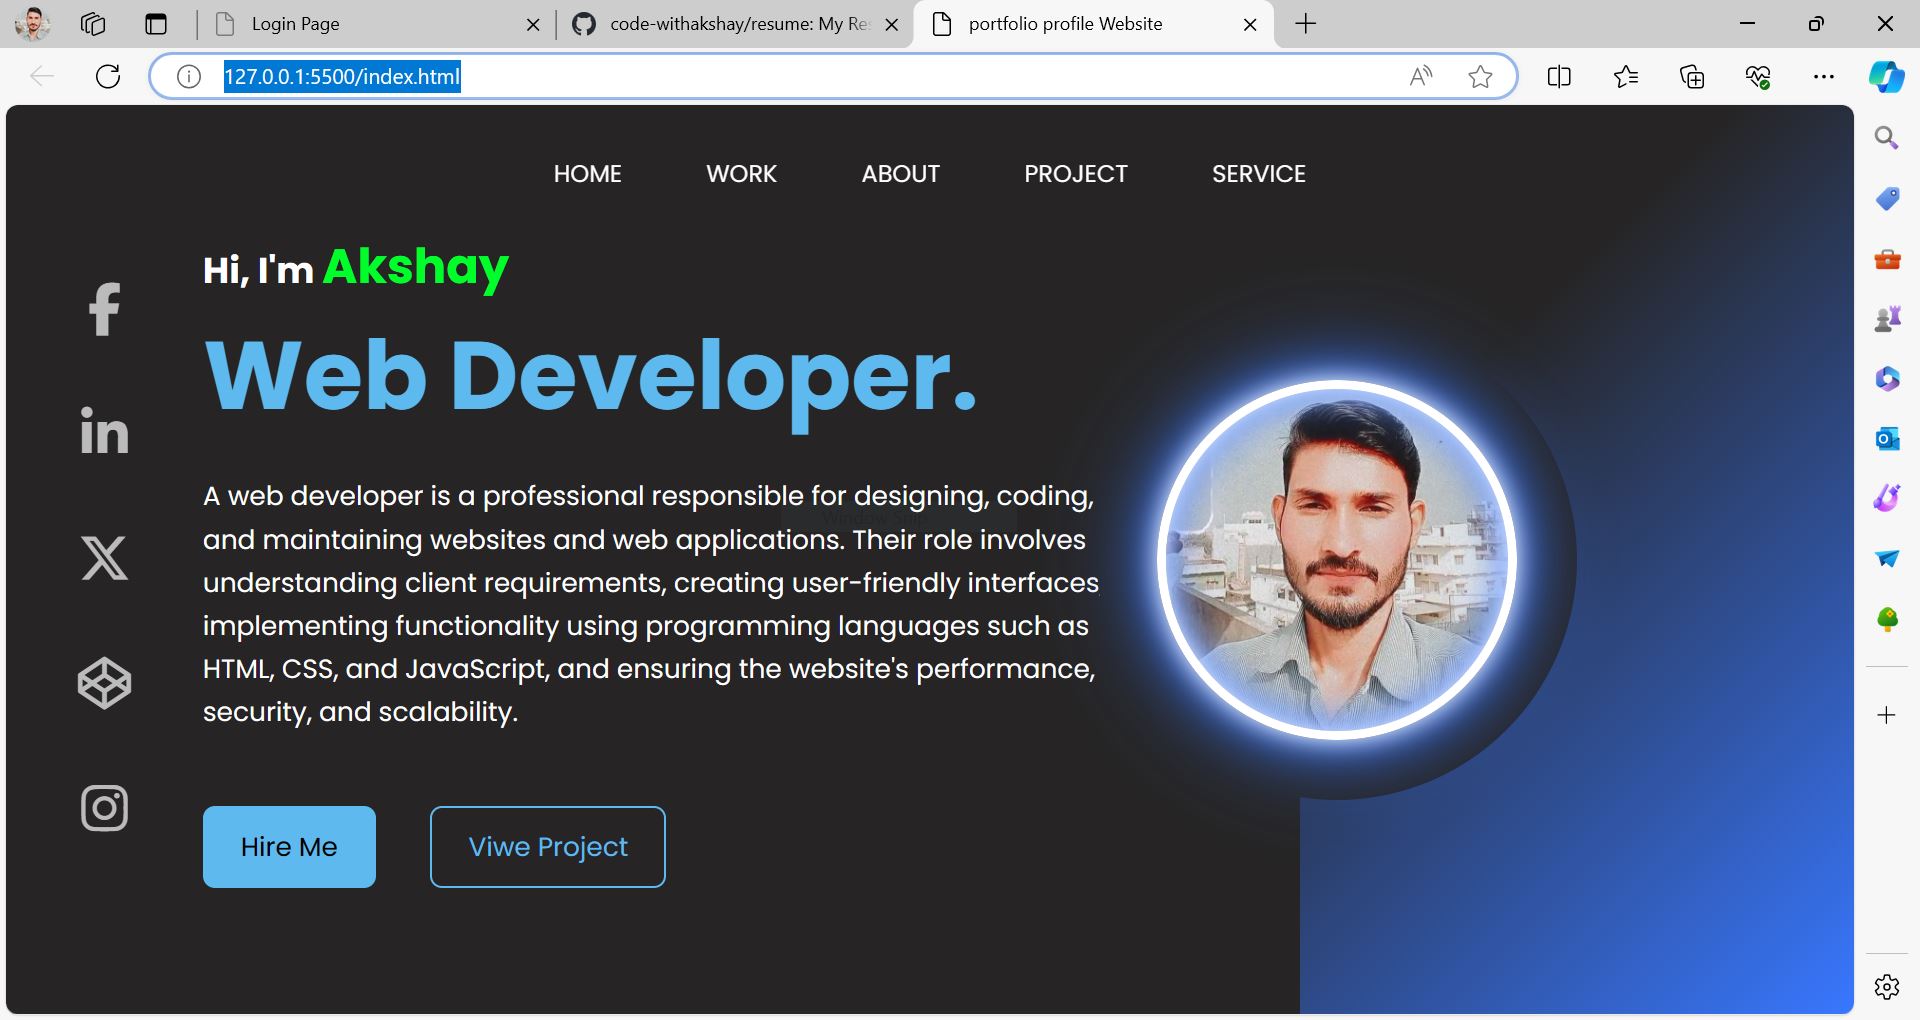 Login Page
code-withakshay/resume: My Re
portfolio profile Website
127.0.0.1:5500/index.html
HOME WORK ABOUT PROJECT SERVICE
Hi, I'm Akshay
Web Developer.
A web developer is a professional responsible for designing, coding,
and maintaining websites and web applications. Their role involves
understanding client requirements, creating user-friendly interfaces,
implementing functionality using programming languages such as
HTML, CSS, and JavaScript, and ensuring the website's performance,
security, and scalability.
Window Snip
Hire Me Viwe Project